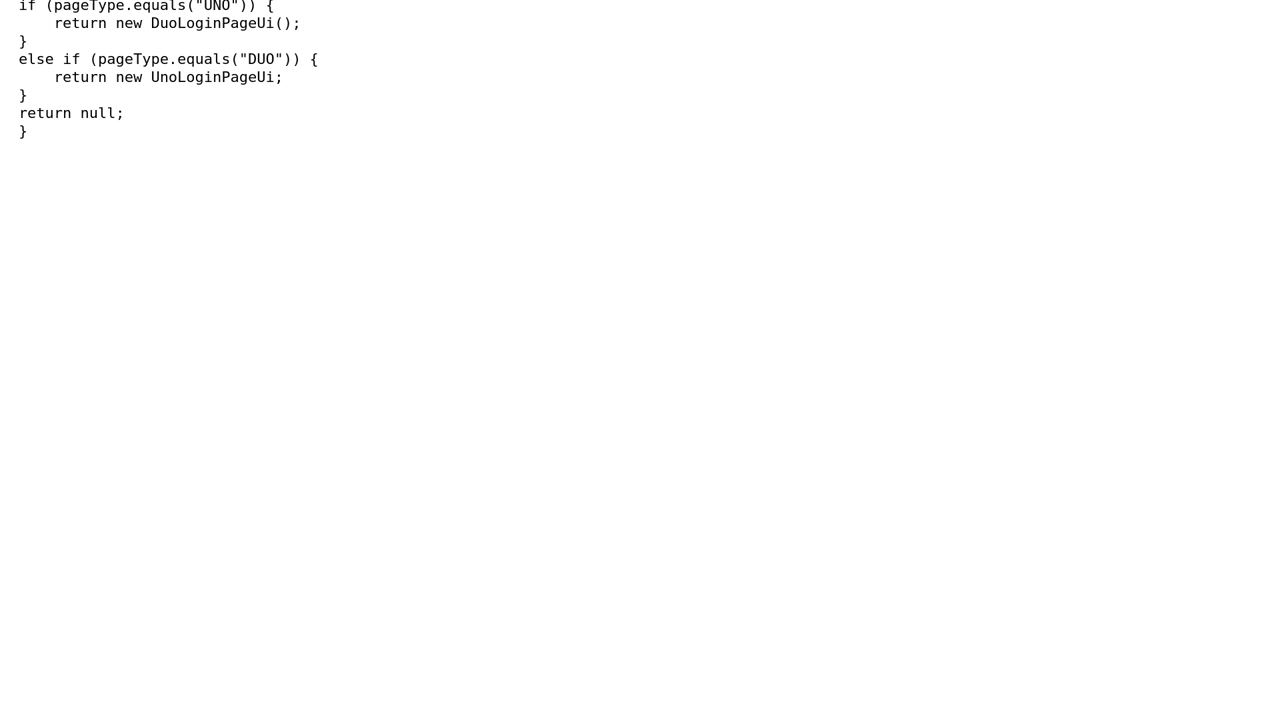 if (pageType.equals("UNO")) {
    return new DuoLoginPageUi();
}
else if (pageType.equals("DUO")) {
    return new UnoLoginPageUi;
}
return null;
}